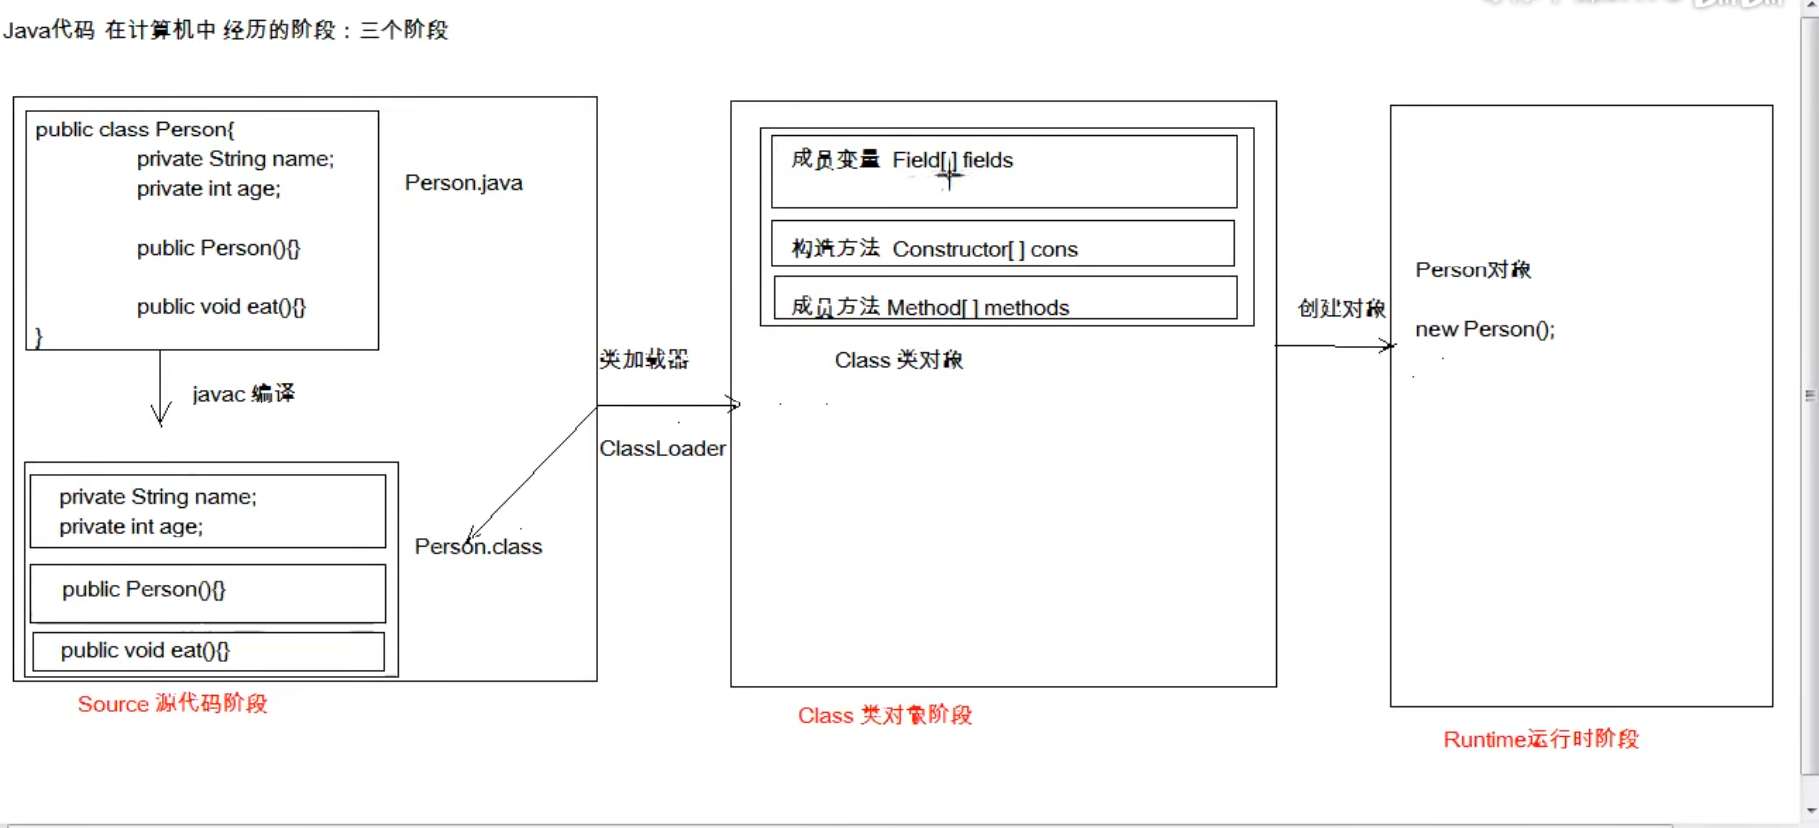 Java代码 在计算机中 经历的阶段：三个阶段
public class Person{
private String name;
private int age;
public Person(){}
public void eat(){}
}
Person.java
javac 编译
private String name;
private int age;
public Person(){}
public void eat(){}
Person.class
Source 源代码阶段
类加载器
ClassLoader
成员变量 Field[ ] fields
构造方法 Constructor[ ] cons
成员方法 Method[ ] methods
Class 类对象
Class 类对象阶段
创建对象
Person对象
new Person();
Runtime运行时阶段